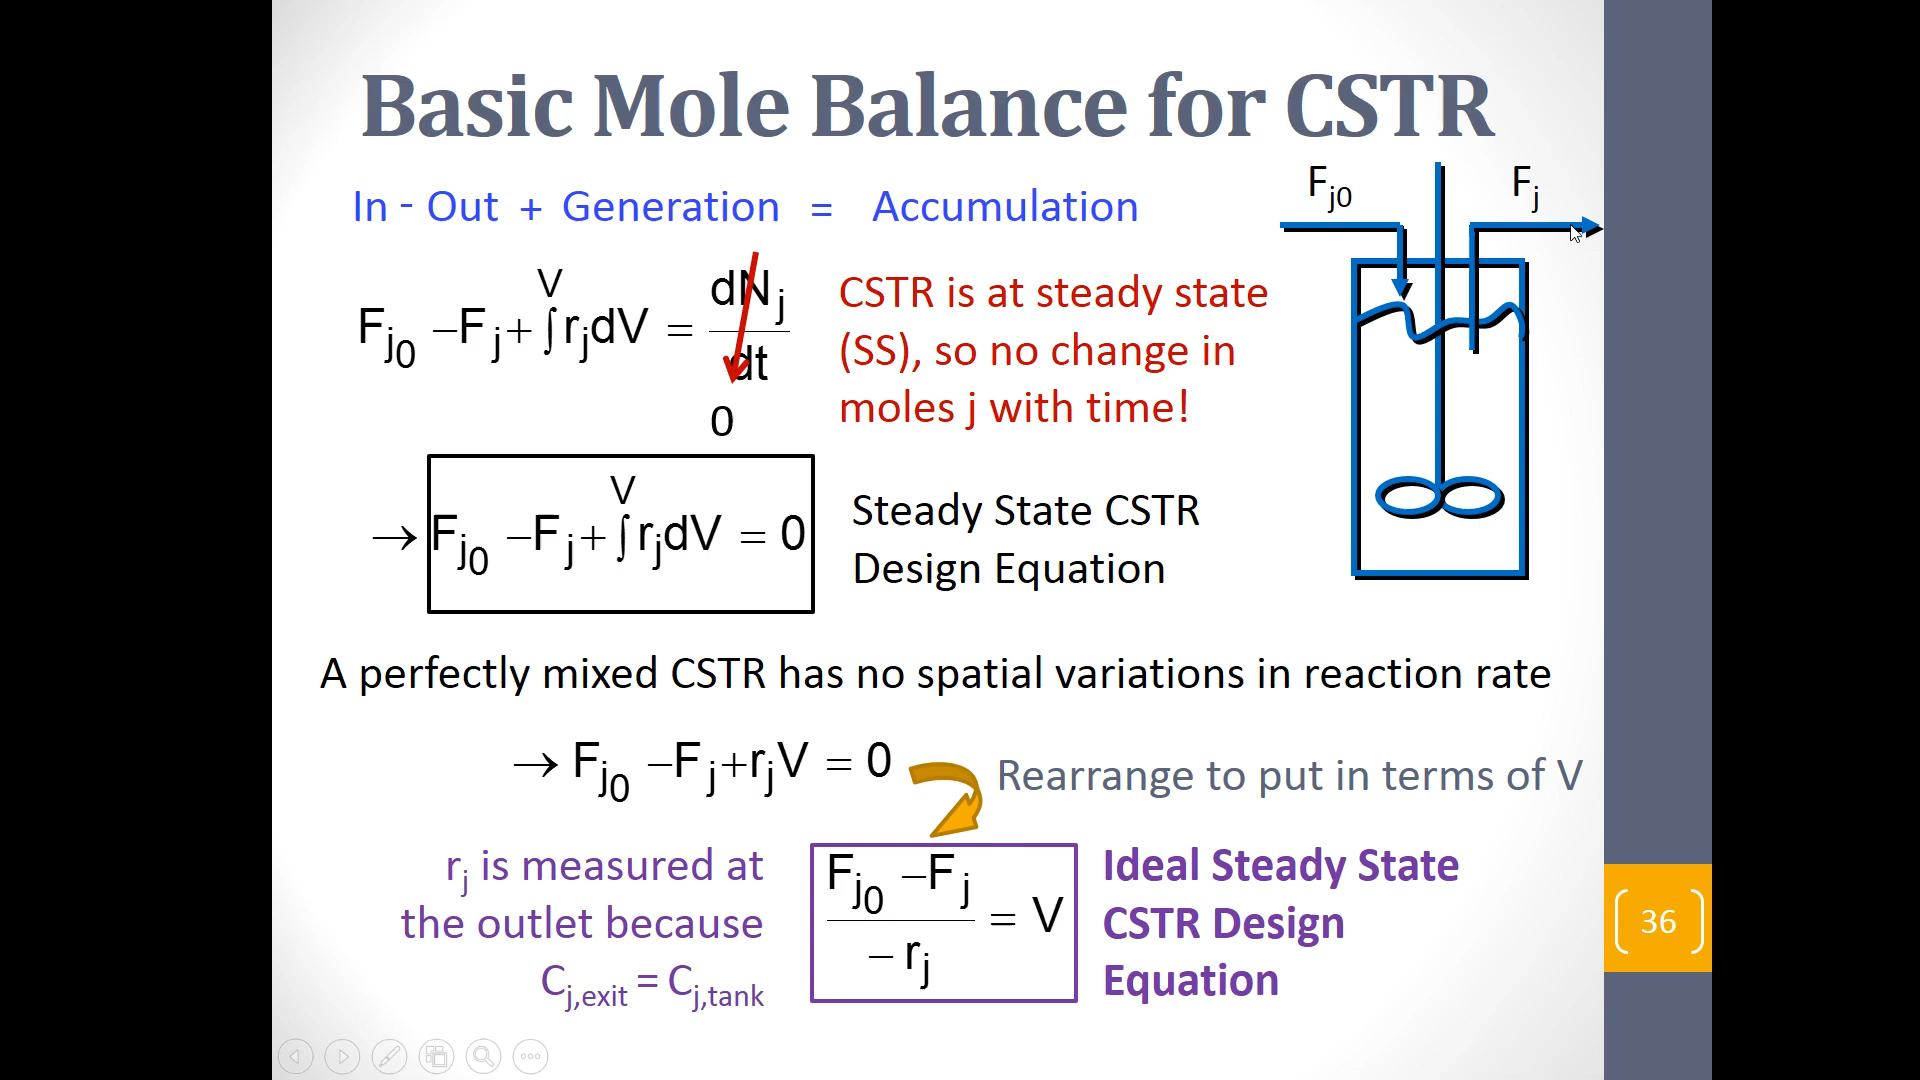 Basic Mole Balance for CSTR
F_j0 F_j
In - Out + Generation = Accumulation
F_j0 − F_j + ∫^V r_j dV = dN_j/dt
0
CSTR is at steady state
(SS), so no change in
moles j with time!
→ F_j0 − F_j + ∫^V r_j dV = 0
Steady State CSTR
Design Equation
A perfectly mixed CSTR has no spatial variations in reaction rate
→ F_j0 − F_j + r_j V = 0
Rearrange to put in terms of V
r_j is measured at
the outlet because
C_j,exit = C_j,tank
(F_j0 − F_j)/(− r_j) = V
Ideal Steady State
CSTR Design
Equation
36